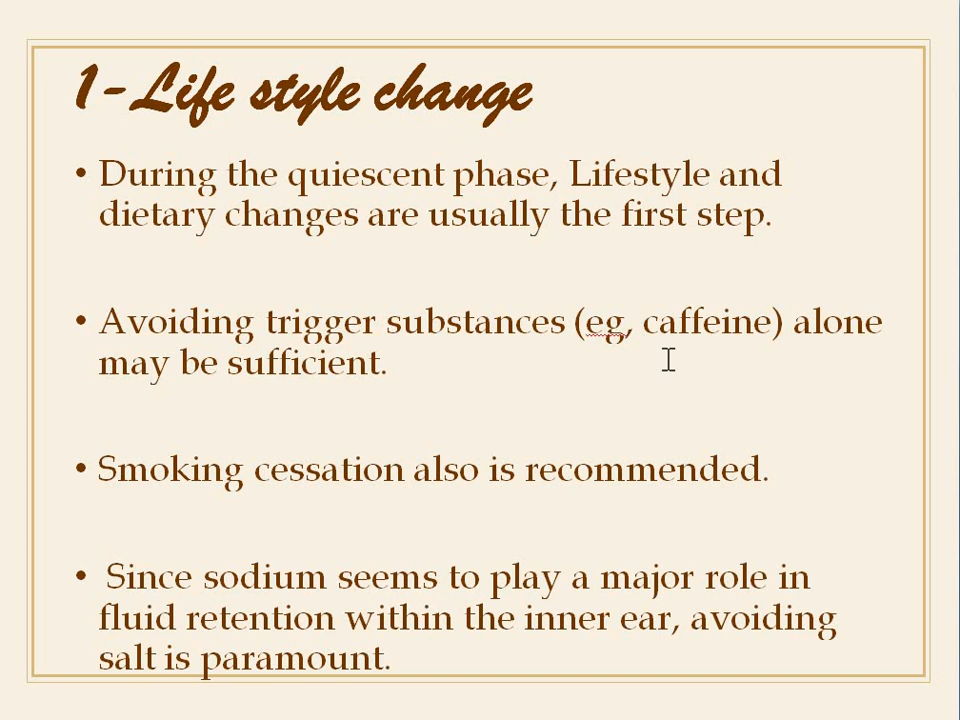 1-Life style change
• During the quiescent phase, Lifestyle and
dietary changes are usually the first step.
• Avoiding trigger substances (eg, caffeine) alone
may be sufficient.
• Smoking cessation also is recommended.
• Since sodium seems to play a major role in
fluid retention within the inner ear, avoiding
salt is paramount.